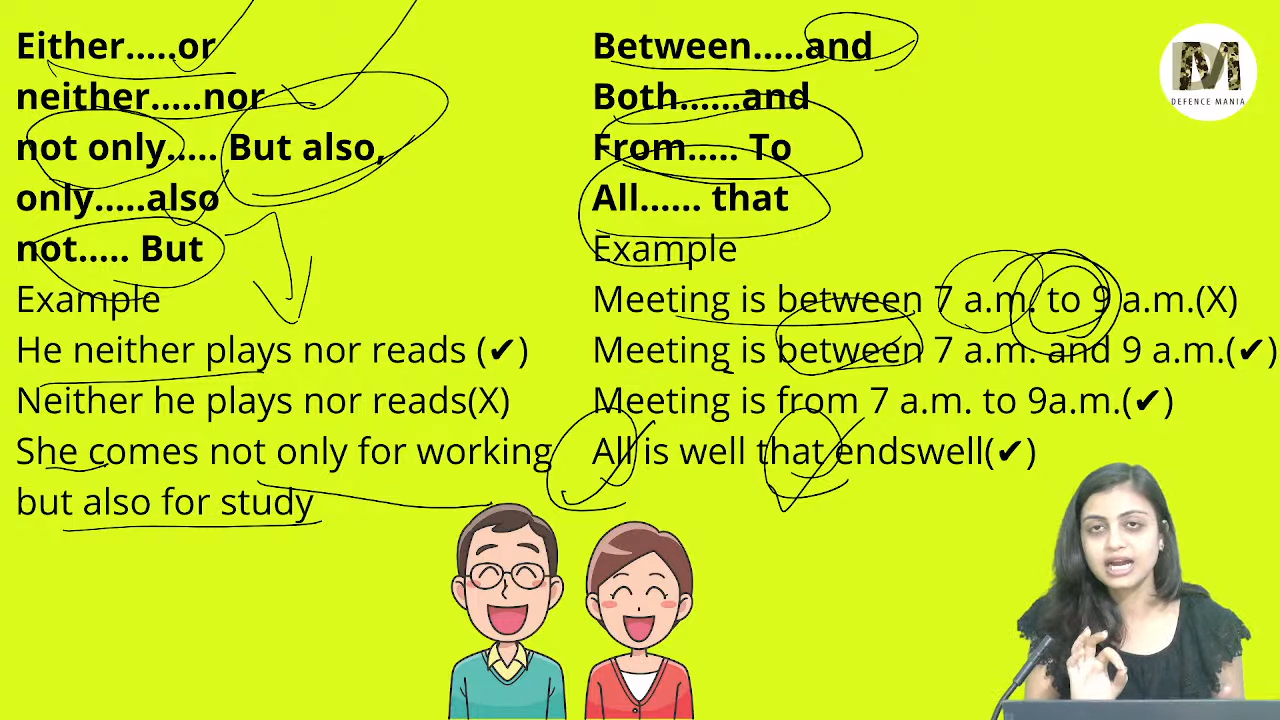 Either.....or
neither.....nor
not only..... But also,
only.....also
not..... But
Example
He neither plays nor reads (✔)
Neither he plays nor reads(X)
She comes not only for working
but also for study
Between.....and
Both......and
From..... To
All...... that
Example
Meeting is between 7 a.m. to 9 a.m.(X)
Meeting is between 7 a.m. and 9 a.m.(✔)
Meeting is from 7 a.m. to 9a.m.(✔)
All is well that endswell(✔)
DM
DEFENCE MANIA